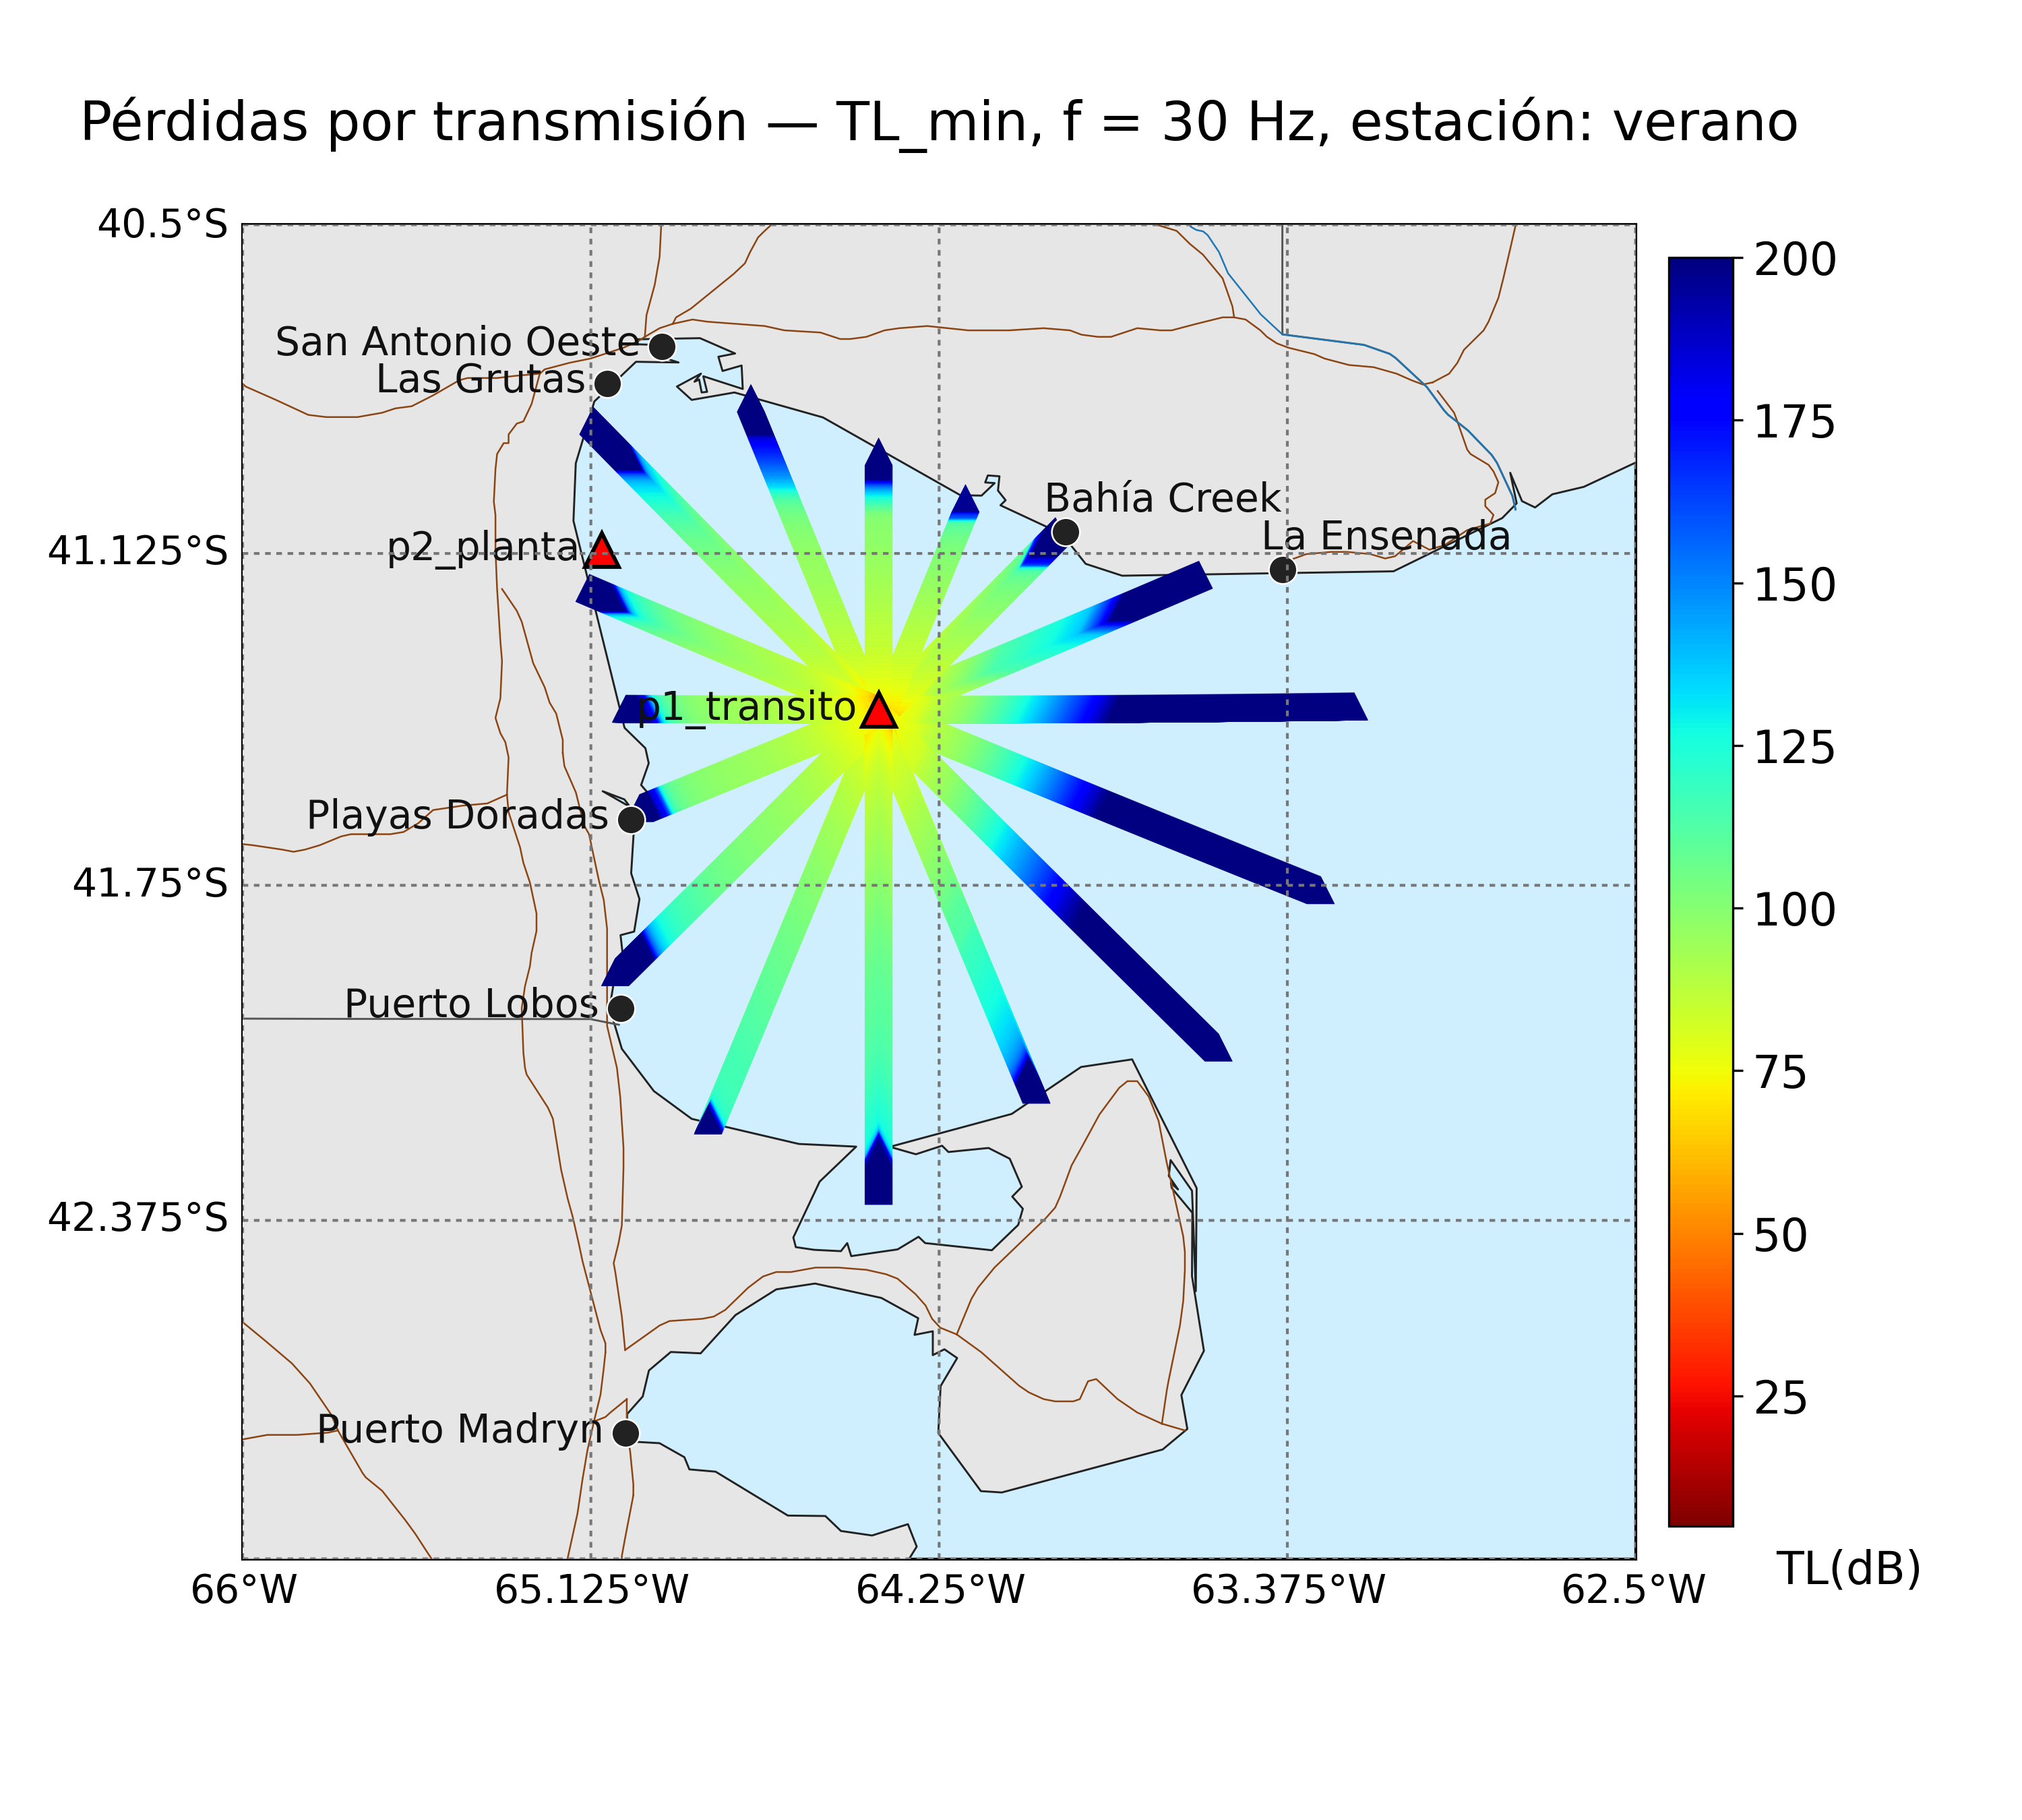 Pérdidas por transmisión — TL_min, f = 30 Hz, estación: verano
40.5°S
200
San Antonio Oeste
Las Grutas
175
Bahía Creek
La Ensenada
p2_planta
41.125°S
150
p1_transito
125
Playas Doradas
41.75°S
100
Puerto Lobos
75
42.375°S
50
25
Puerto Madryn
TL(dB)
66°W
65.125°W
64.25°W
63.375°W
62.5°W